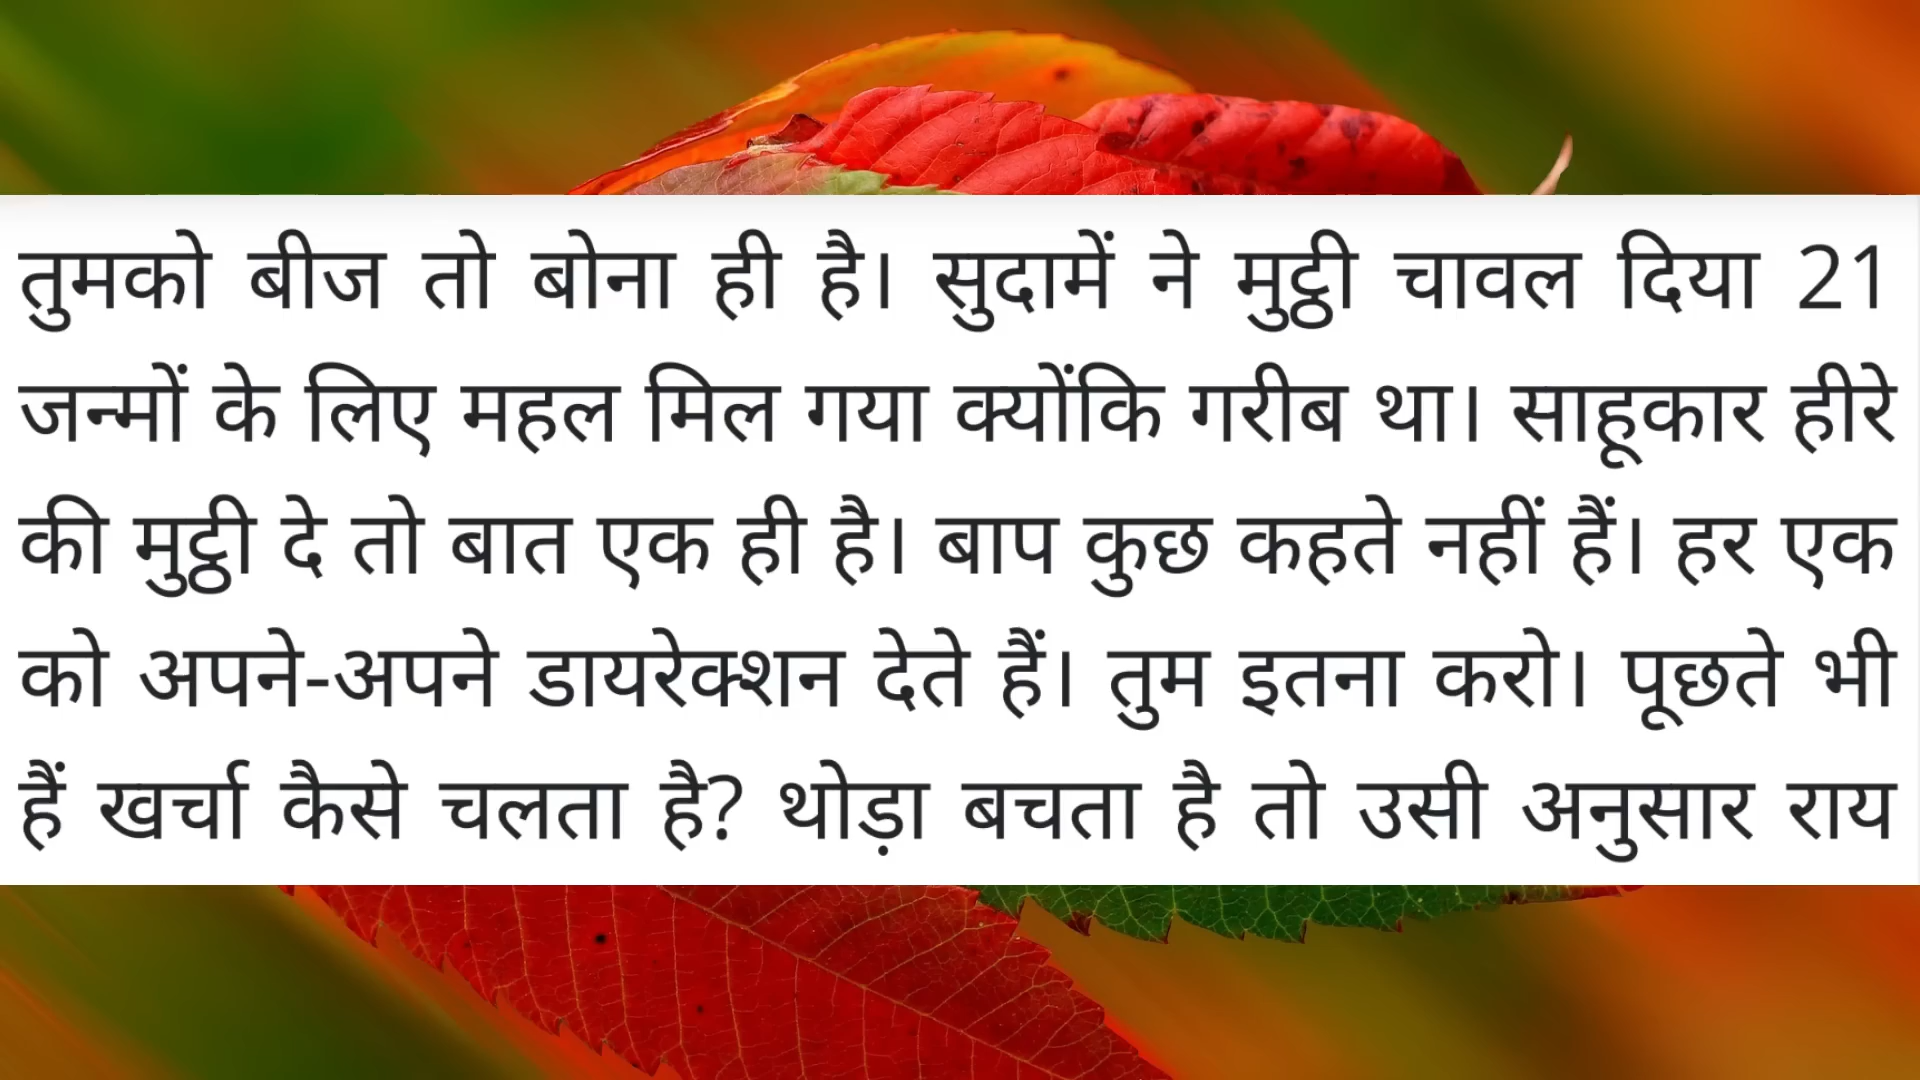 तुमको बीज तो बोना ही है। सुदामें ने मुट्ठी चावल दिया 21
जन्मों के लिए महल मिल गया क्योंकि गरीब था। साहूकार हीरे
की मुट्ठी दे तो बात एक ही है। बाप कुछ कहते नहीं हैं। हर एक
को अपने-अपने डायरेक्शन देते हैं। तुम इतना करो। पूछते भी
हैं खर्चा कैसे चलता है? थोड़ा बचता है तो उसी अनुसार राय